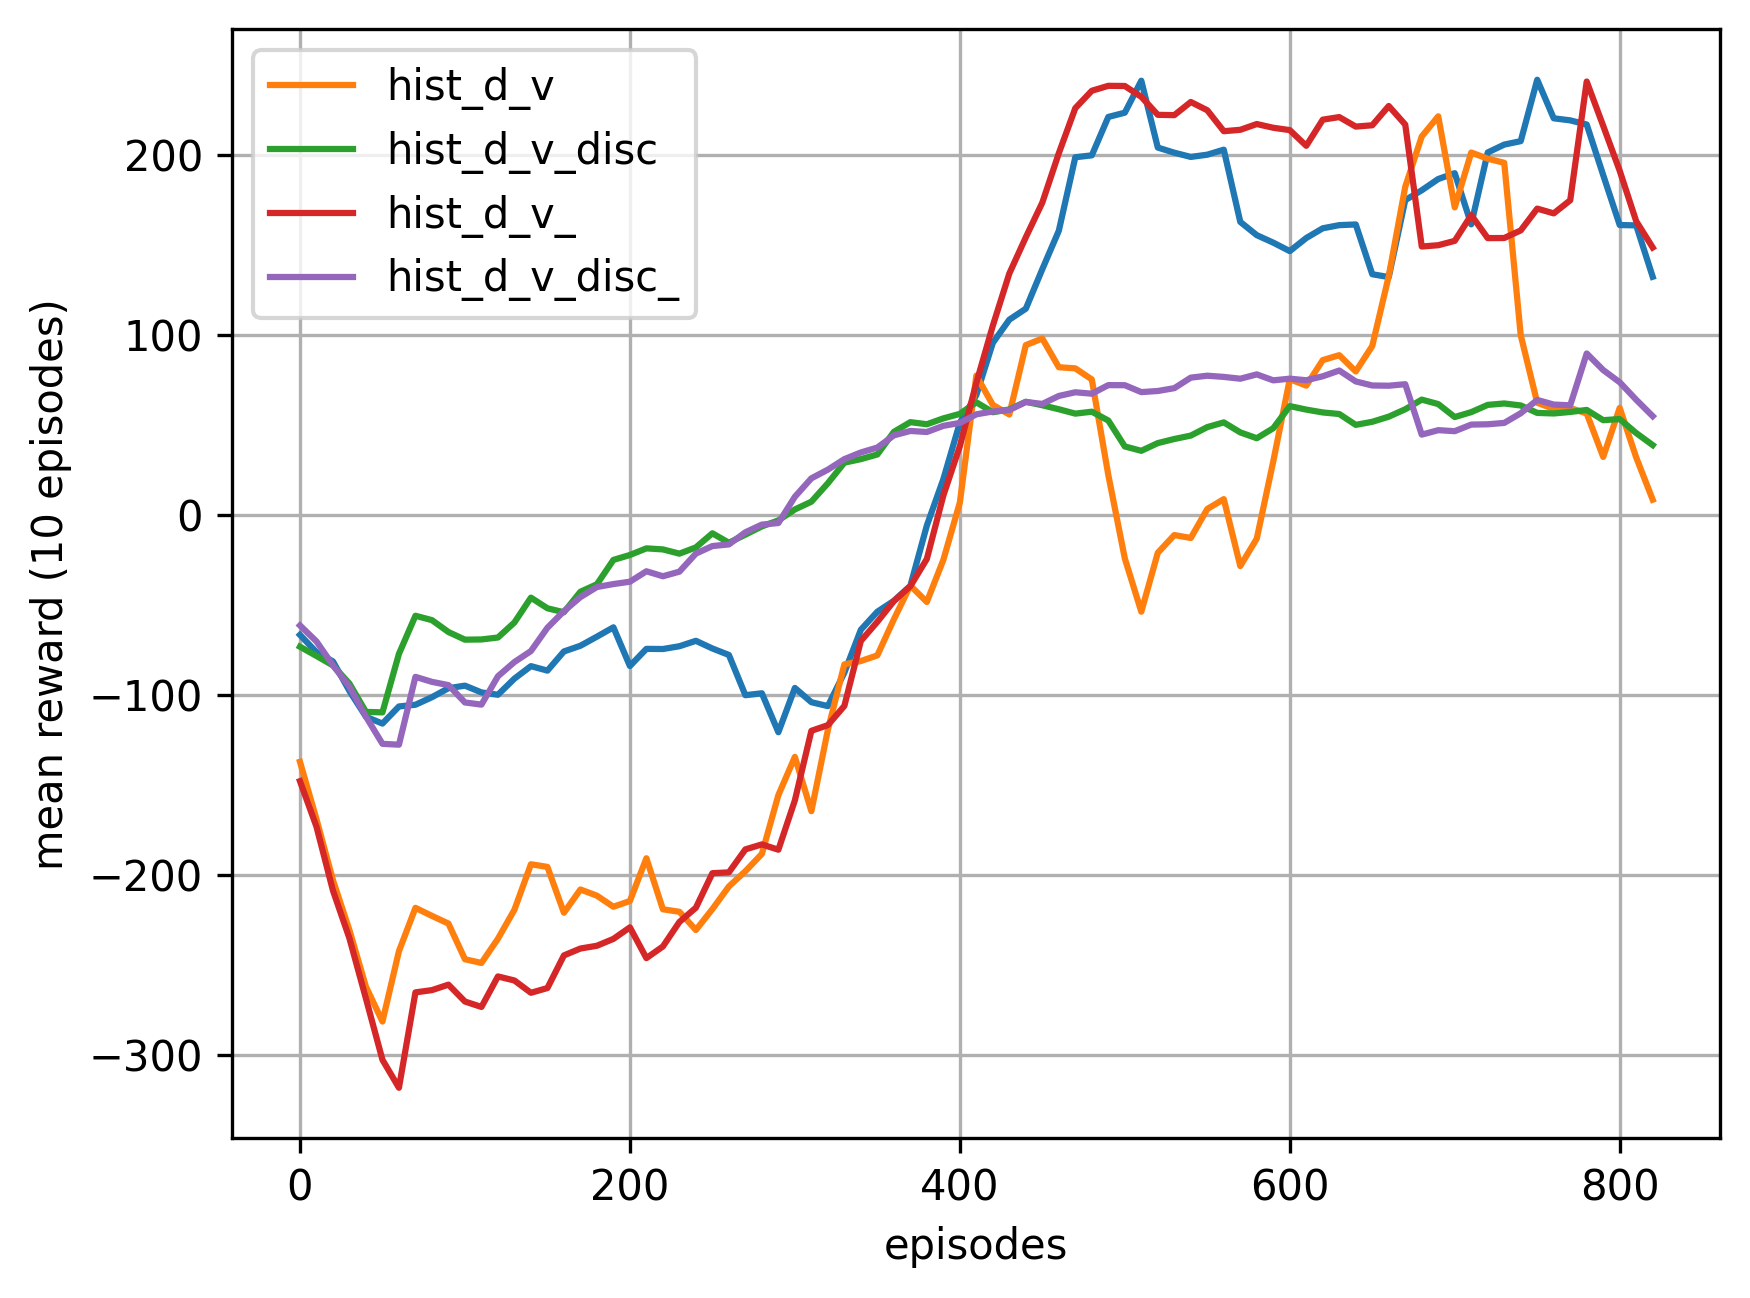 hist_d_v
hist_d_v_disc
hist_d_v_
hist_d_v_disc_
200
100
0
−100
−200
−300
mean reward (10 episodes)
0 200 400 600 800
episodes